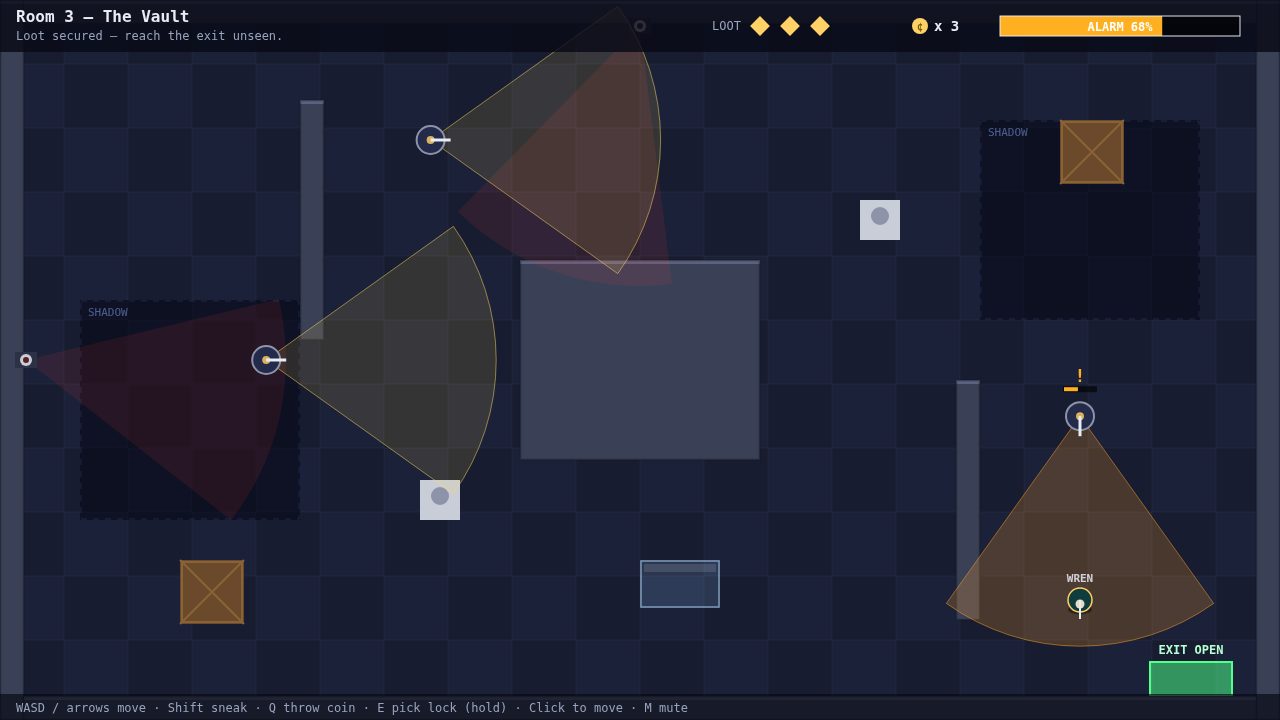 Room 3 — The Vault
Loot secured — reach the exit unseen.
LOOT
¢ x 3
ALARM 68%
SHADOW
SHADOW
!
WREN
EXIT OPEN
WASD / arrows move · Shift sneak · Q throw coin · E pick lock (hold) · Click to move · M mute